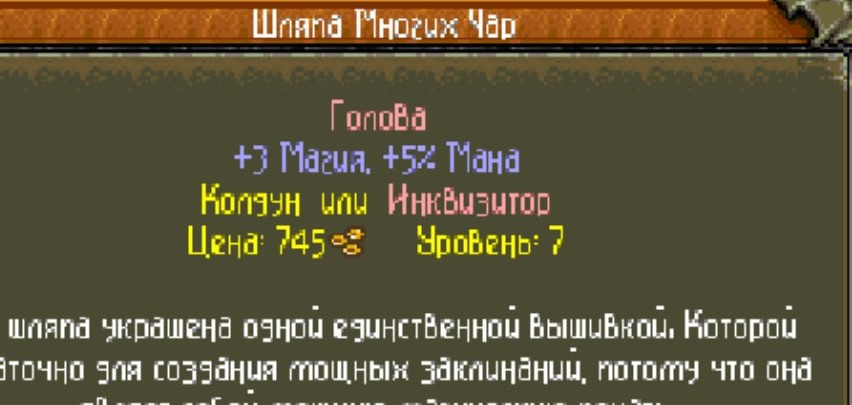 Шляпа Многих Чар
Голова
+3 Магия, +5% Мана
Колдун или Инквизитор
Цена: 745 Уровень: 7
шляпа украшена одной единственной вышивкой. Которой
для создания мощных заклинаний, потому что она